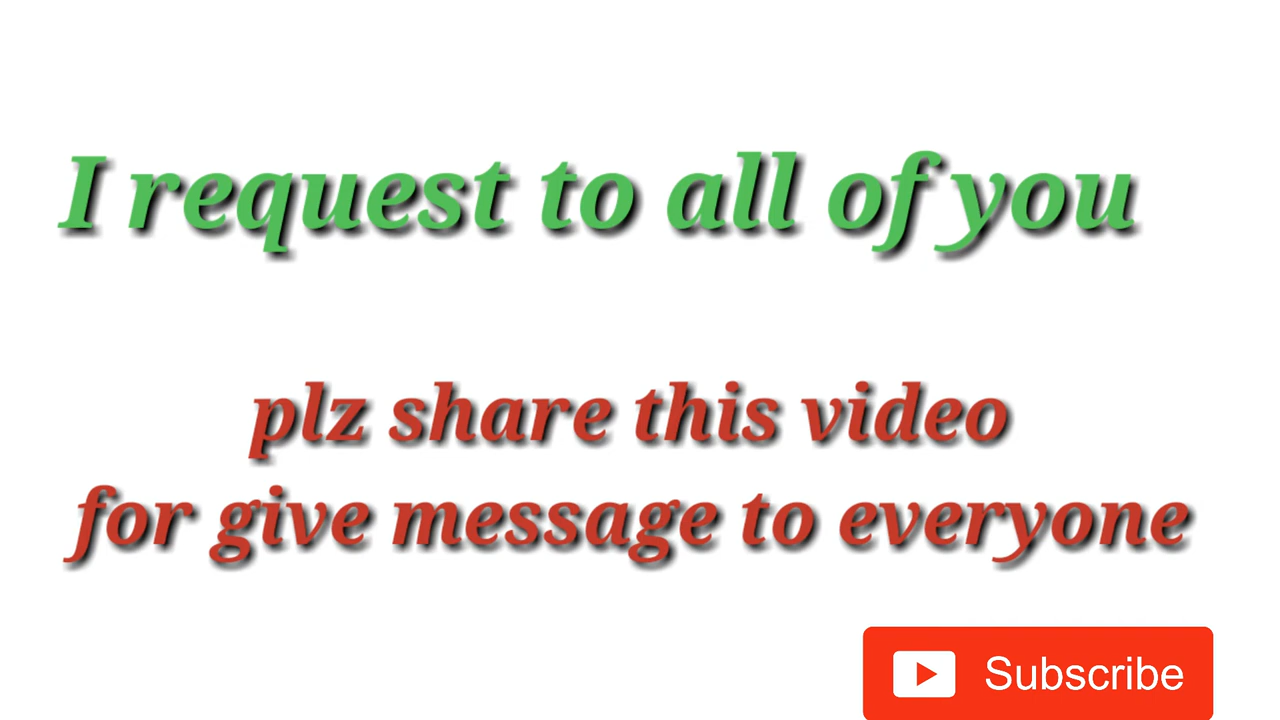 I request to all of you
plz share this video
for give message to everyone
Subscribe